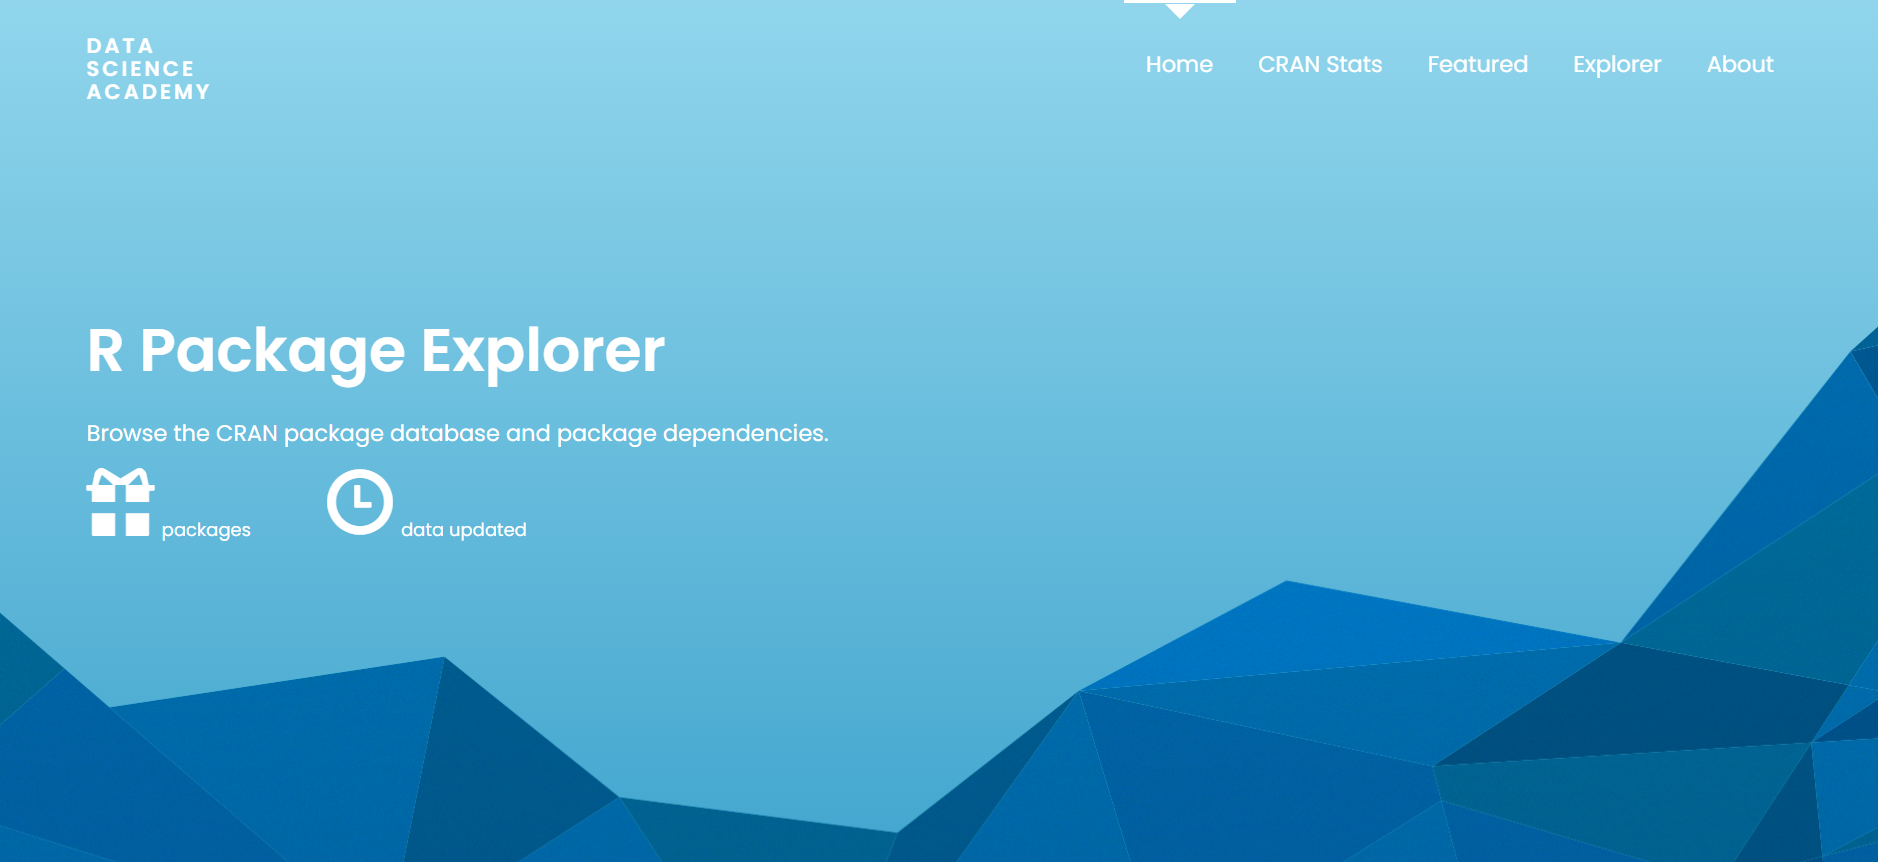 DATA
SCIENCE
ACADEMY
Home CRAN Stats Featured Explorer About
R Package Explorer
Browse the CRAN package database and package dependencies.
packages data updated